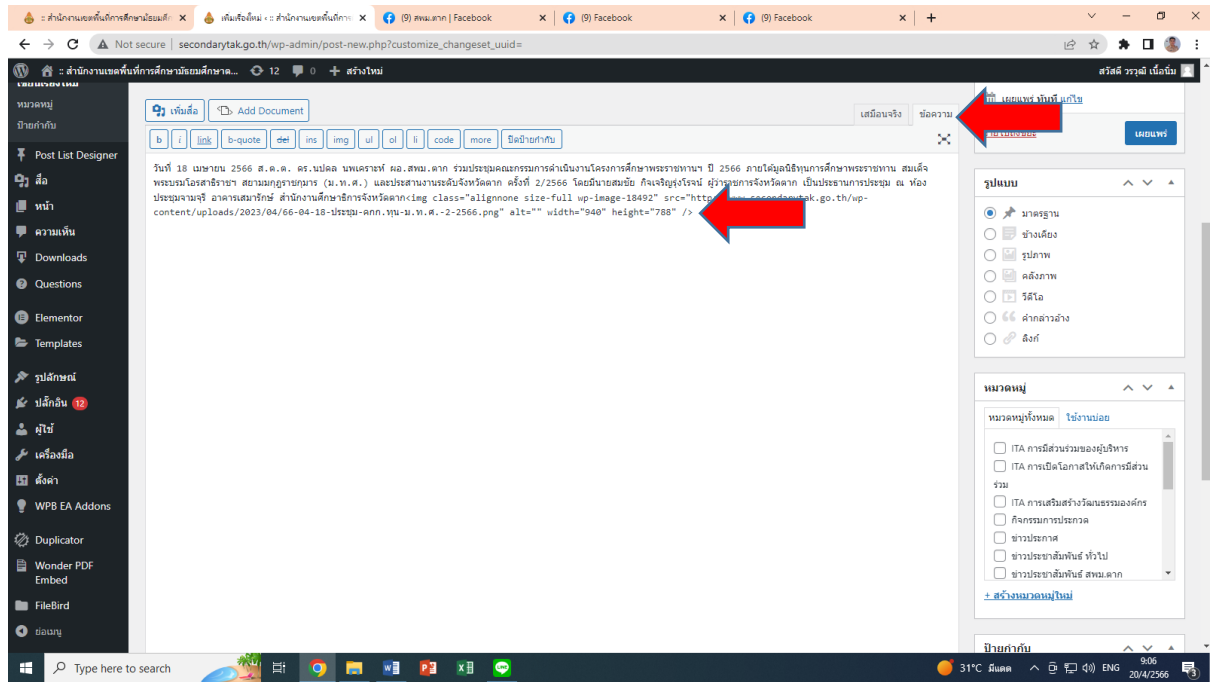 :: สำนักงานเขตพื้นที่การศึกษามัธยมศึก
เพิ่มเรื่องใหม่ ‹ :: สำนักงานเขตพื้นที่การ
(9) สพม.ตาก | Facebook
(9) Facebook
(9) Facebook
Not secure | secondarytak.go.th/wp-admin/post-new.php?customize_changeset_uuid=
:: สำนักงานเขตพื้นที่การศึกษามัธยมศึกษาต...
12
0
+ สร้างใหม่
สวัสดี วรวุฒิ เนื้อนิ่ม
เขียนเรื่องใหม่
หมวดหมู่
ป้ายกำกับ
Post List Designer
สื่อ
หน้า
ความเห็น
Downloads
Questions
Elementor
Templates
รูปลักษณ์
ปลั๊กอิน 12
ผู้ใช้
เครื่องมือ
ตั้งค่า
WPB EA Addons
Duplicator
Wonder PDF
Embed
FileBird
ย่อเมนู
เพิ่มสื่อ
Add Document
เสมือนจริง
ข้อความ
b i link b-quote del ins img ul ol li code more ปิดป้ายกำกับ
วันที่ 18 เมษายน 2566 ส.ต.ต. ดร.นปดล นพเคราะห์ ผอ.สพม.ตาก ร่วมประชุมคณะกรรมการดำเนินงานโครงการศึกษาพระราชทานฯ ปี 2566 ภายใต้มูลนิธิทุนการศึกษาพระราชทาน สมเด็จ
พระบรมโอรสาธิราชฯ สยามมกุฎราชกุมาร (ม.ท.ศ.) และประสานงานระดับจังหวัดตาก ครั้งที่ 2/2566 โดยมีนายสมชัย กิจเจริญรุ่งโรจน์ ผู้ว่าราชการจังหวัดตาก เป็นประธานการประชุม ณ ห้อง
ประชุมจามจุรี อาคารเสมารักษ์ สำนักงานศึกษาธิการจังหวัดตาก<img class="alignnone size-full wp-image-18492" src="http secondarytak.go.th/wp-
content/uploads/2023/04/66-04-18-ประชุม-คกก.ทุน-ม.ท.ศ.-2-2566.png" alt="" width="940" height="788" />
เผยแพร่ ทันที แก้ไข
เผยแพร่
รูปแบบ
มาตรฐาน
ข้างเคียง
รูปภาพ
คลังภาพ
วีดีโอ
คำกล่าวอ้าง
ลิงก์
หมวดหมู่
หมวดหมู่ทั้งหมด
ใช้งานบ่อย
ITA การมีส่วนร่วมของผู้บริหาร
ITA การเปิดโอกาสให้เกิดการมีส่วน
ร่วม
ITA การเสริมสร้างวัฒนธรรมองค์กร
กิจกรรมการประกวด
ข่าวประกาศ
ข่าวประชาสัมพันธ์ ทั่วไป
ข่าวประชาสัมพันธ์ สพม.ตาก
+ สร้างหมวดหมู่ใหม่
ป้ายกำกับ
Type here to search
31°C มีแดด
ENG
9:06
20/4/2566
3